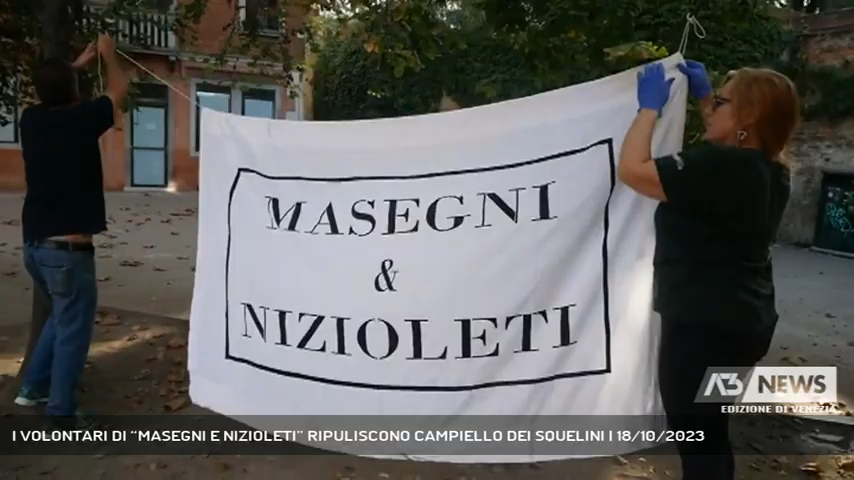 MASEGNI
&
NIZIOLETI
A3 NEWS
EDIZIONE DI VENEZIA
I VOLONTARI DI “MASEGNI E NIZIOLETI” RIPULISCONO CAMPIELLO DEI SQUELINI | 18/10/2023